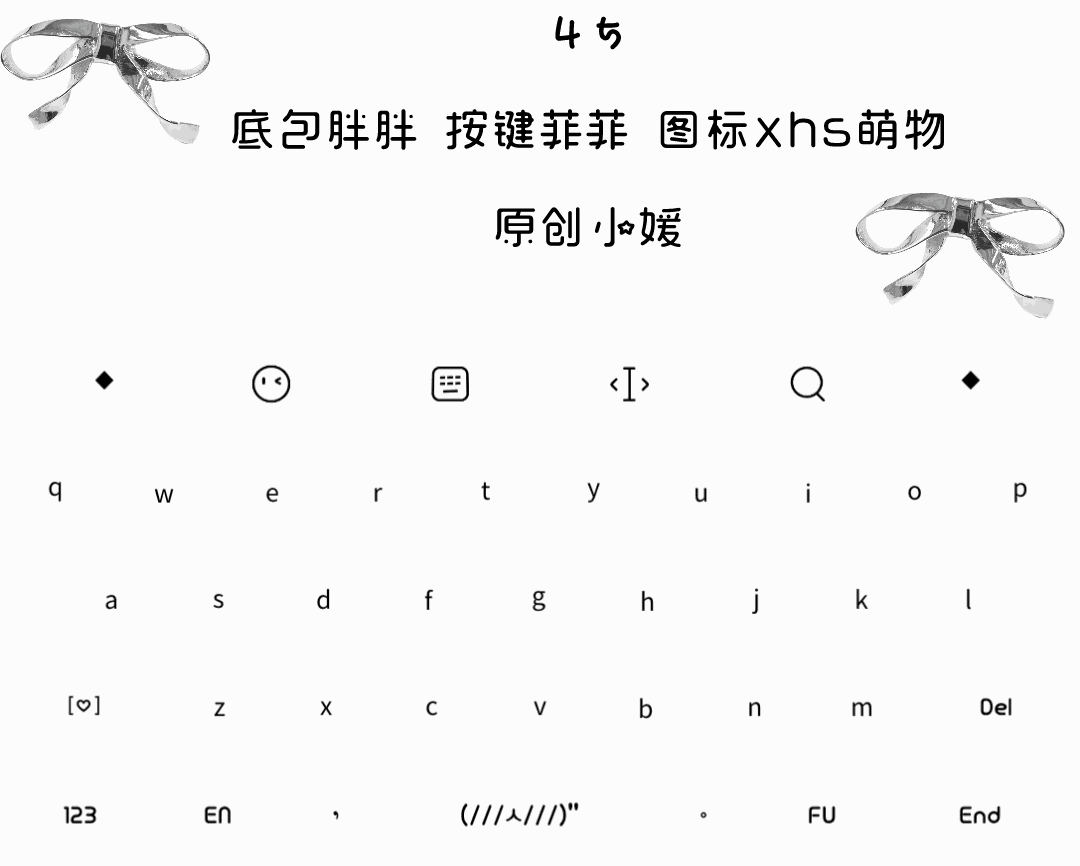 4 ち
底包胖胖 按键菲菲 图标xhs萌物
原创小媛
q w e r t y u i o p
a s d f g h j k l
[♡] z x c v b n m Del
123 EN , (///ㅅ///)" 。 FU End